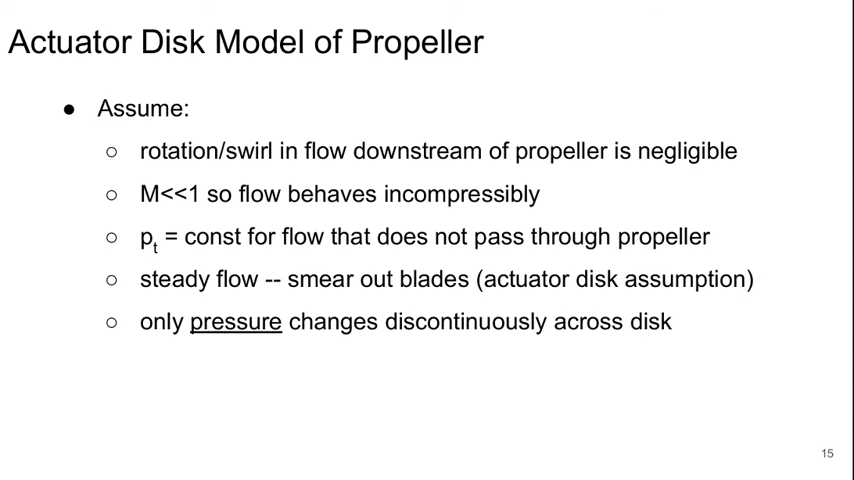 Actuator Disk Model of Propeller
● Assume:
○ rotation/swirl in flow downstream of propeller is negligible
○ M<<1 so flow behaves incompressibly
○ pt = const for flow that does not pass through propeller
○ steady flow -- smear out blades (actuator disk assumption)
○ only pressure changes discontinuously across disk
15